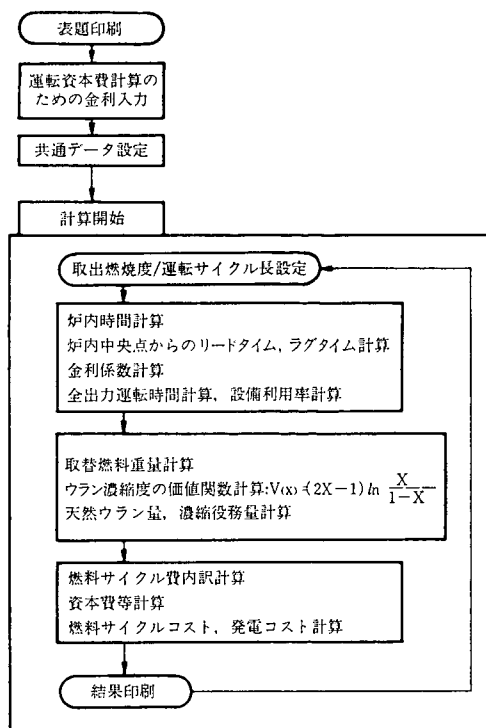 表題印刷
運転資本費計算の
ための金利入力
共通データ設定
計算開始
取出燃焼度/運転サイクル長設定
炉内時間計算
炉内中央点からのリードタイム，ラグタイム計算
金利係数計算
全出力運転時間計算，設備利用率計算
取替燃料重量計算
ウラン濃縮度の価値関数計算:V(x)=(2X−1)ln X/1−X
天然ウラン量，濃縮役務量計算
燃料サイクル費内訳計算
資本費等計算
燃料サイクルコスト，発電コスト計算
結果印刷